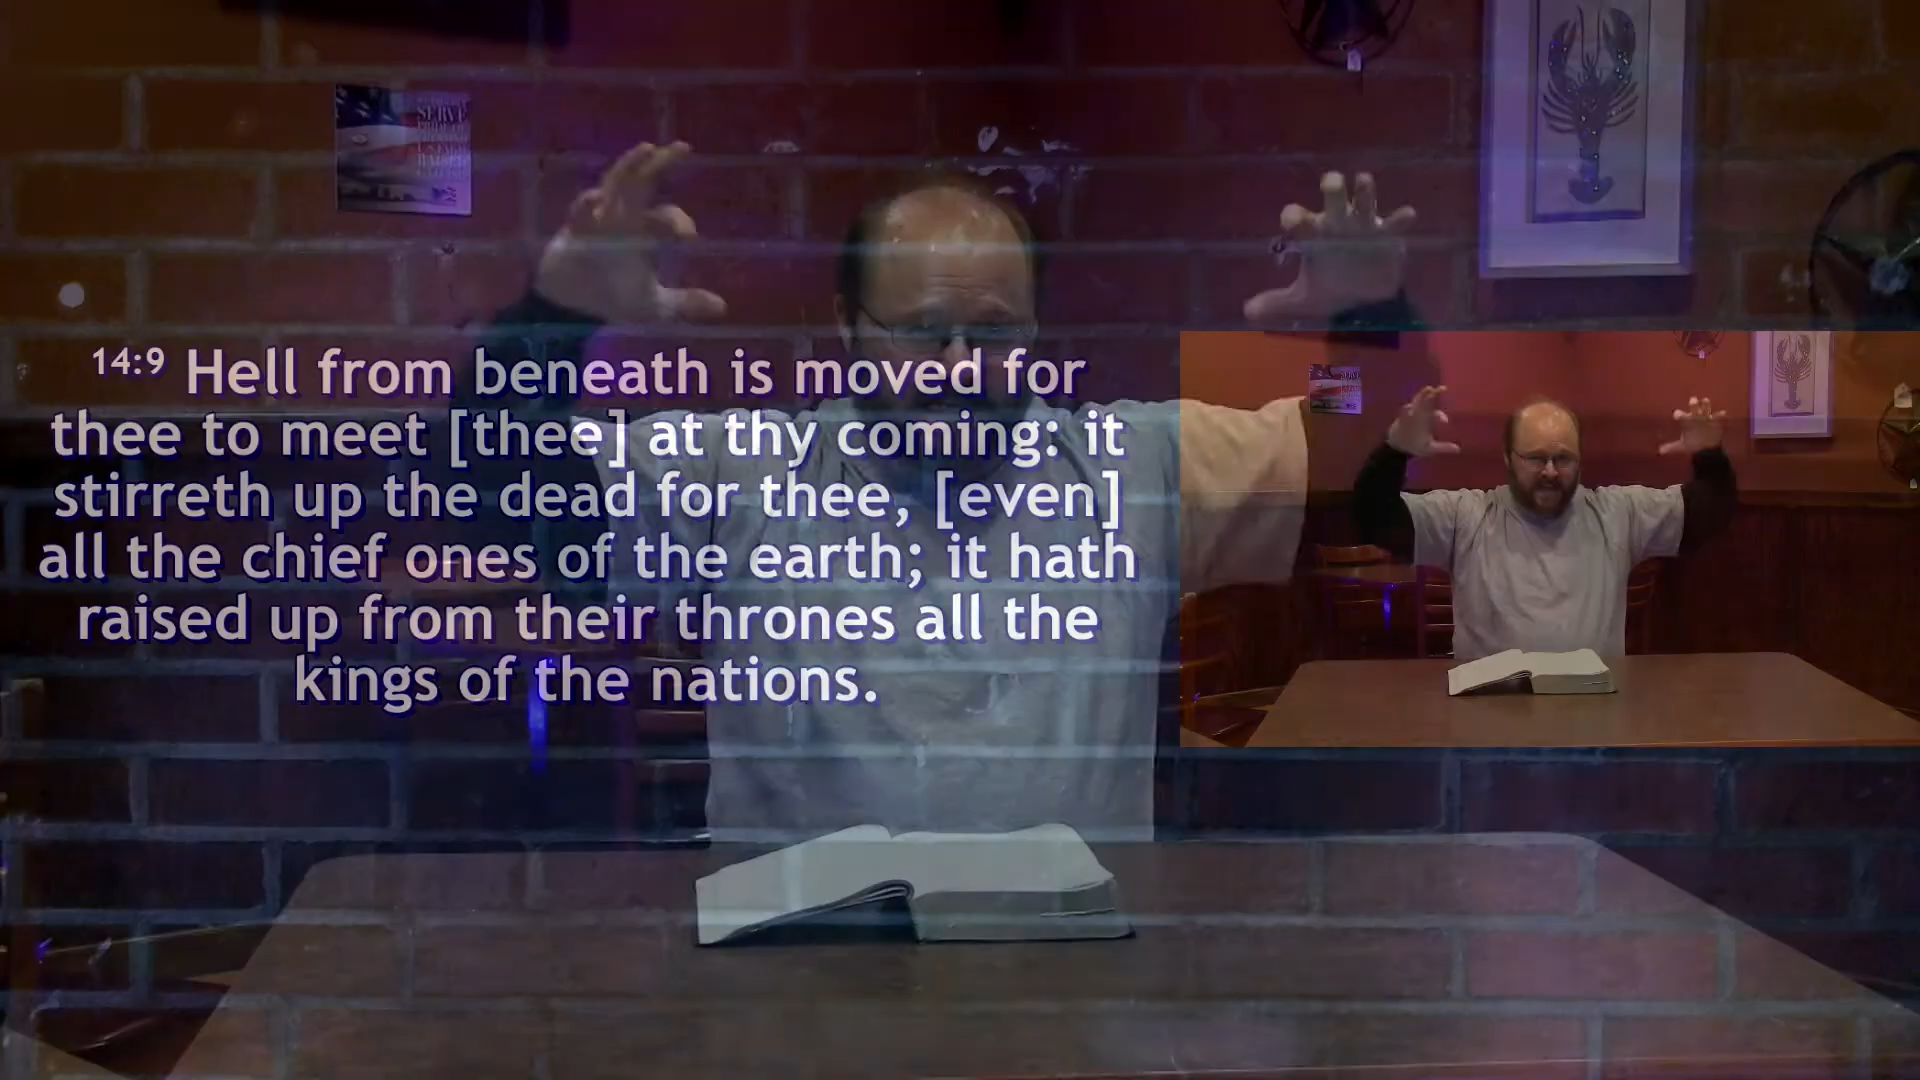 SERVE
14:9 Hell from beneath is moved for
thee to meet [thee] at thy coming: it
stirreth up the dead for thee, [even]
all the chief ones of the earth; it hath
raised up from their thrones all the
kings of the nations.
SERVE